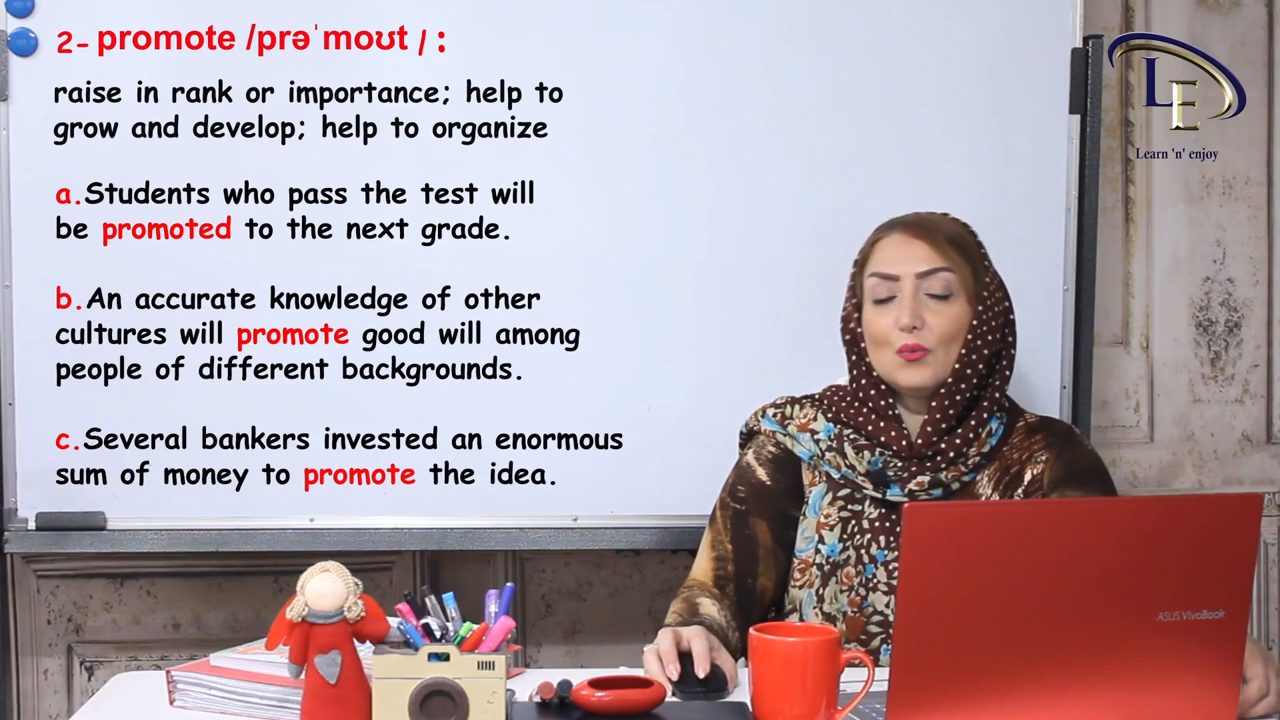 2- promote /prəˈmoʊt / :
raise in rank or importance; help to
grow and develop; help to organize
a.Students who pass the test will
be promoted to the next grade.
b.An accurate knowledge of other
cultures will promote good will among
people of different backgrounds.
c.Several bankers invested an enormous
sum of money to promote the idea.
LE
Learn 'n' enjoy
ASUS VivoBook